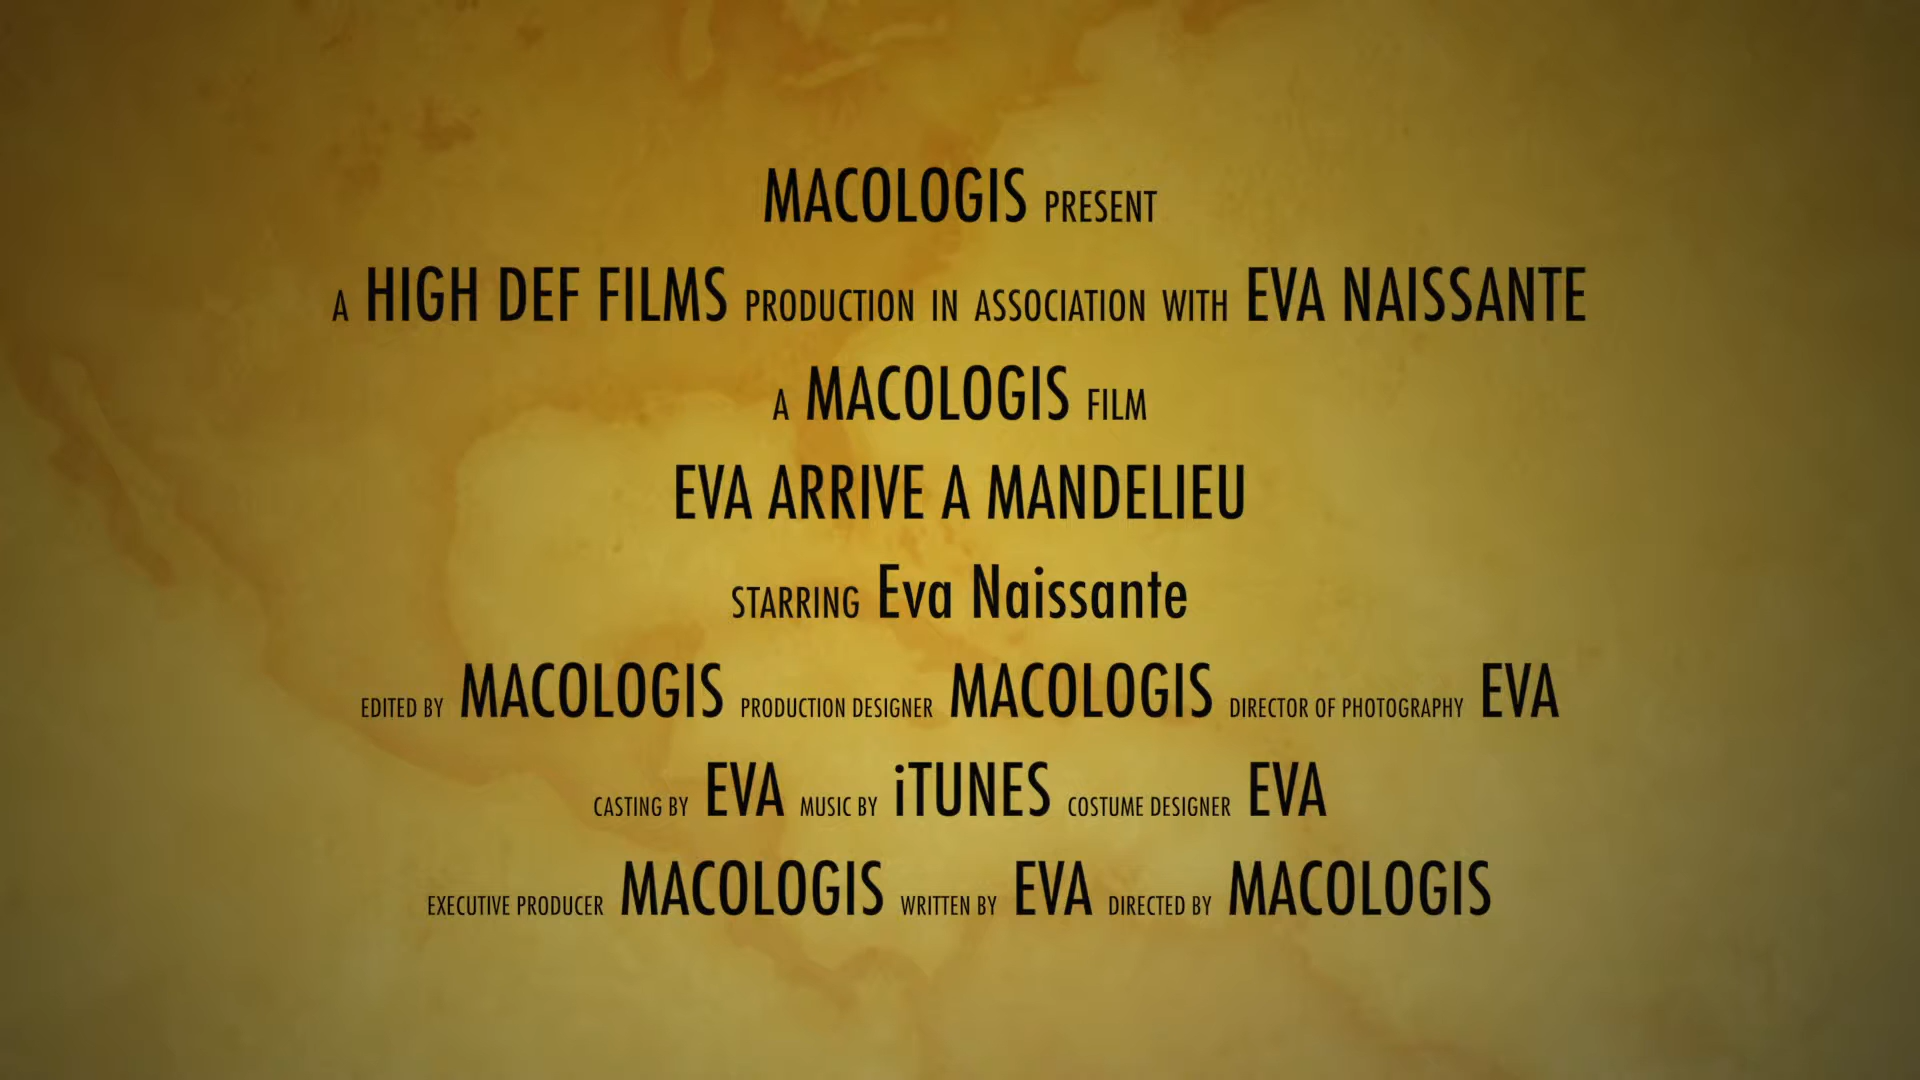 MACOLOGIS PRESENT
A HIGH DEF FILMS PRODUCTION IN ASSOCIATION WITH EVA NAISSANTE
A MACOLOGIS FILM
EVA ARRIVE A MANDELIEU
STARRING Eva Naissante
EDITED BY MACOLOGIS PRODUCTION DESIGNER MACOLOGIS DIRECTOR OF PHOTOGRAPHY EVA
CASTING BY EVA MUSIC BY iTUNES COSTUME DESIGNER EVA
EXECUTIVE PRODUCER MACOLOGIS WRITTEN BY EVA DIRECTED BY MACOLOGIS